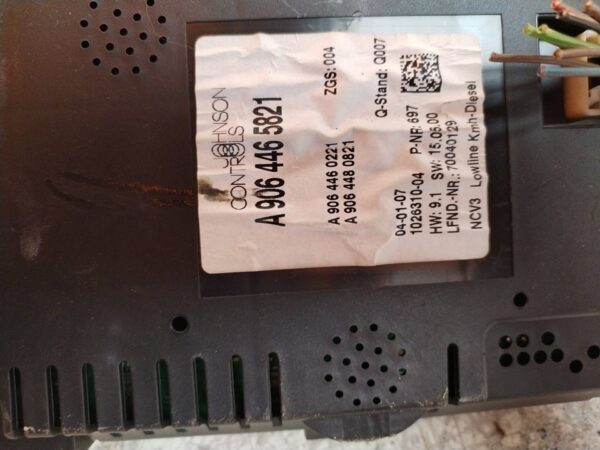 JOHNSON
CONTROLS
A 906 446 5821
A 906 446 0221 ZGS: 004
A 906 448 0821
Q-Stand: Q007
04-01-07
1026310-04 P-NR: 697
HW: 9.1 SW: 15.05.00
LFND.-NR.: 70040129
NCV3 Lowline Kmh-Diesel